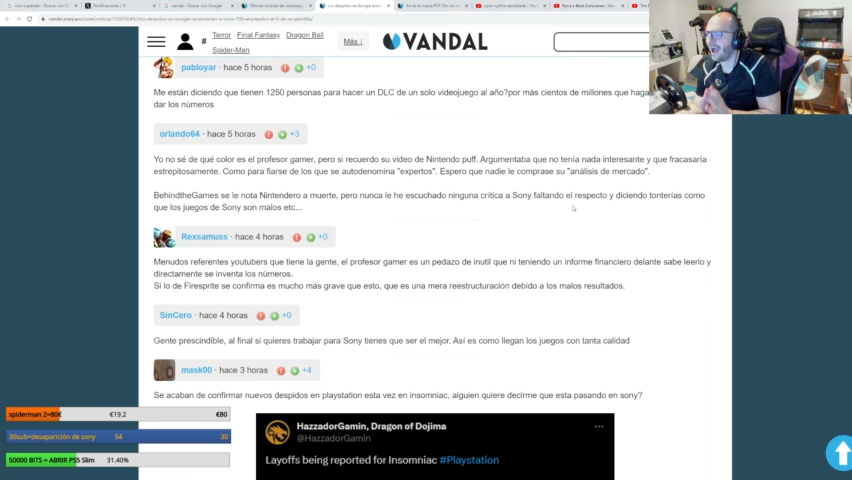 Terror Final Fantasy Dragon Ball
#
Spider-Man
Más ↓
VANDAL
pabloyar · hace 5 horas +0
Me están diciendo que tienen 1250 personas para hacer un DLC de un solo videojuego al año?por más cientos de millones que haga
dar los números
orlando64 · hace 5 horas +3
Yo no sé de qué color es el profesor gamer, pero si recuerdo su video de Nintendo puff. Argumentaba que no tenía nada interesante y que fracasaría
estrepitosamente. Como para fiarse de los que se autodenomina "expertos". Espero que nadie le comprase su "análisis de mercado".
BehindtheGames se le nota Nintendero a muerte, pero nunca le he escuchado ninguna critica a Sony faltando el respecto y diciendo tonterías como
que los juegos de Sony son malos etc...
Rexsamuss · hace 4 horas +0
Menudos referentes youtubers que tiene la gente, el profesor gamer es un pedazo de inutil que ni teniendo un informe financiero delante sabe leerlo y
directamente se inventa los números.
Si lo de Firesprite se confirma es mucho más grave que esto, que es una mera reestructuración debido a los malos resultados.
SinCero · hace 4 horas +0
Gente prescindible, al final si quieres trabajar para Sony tienes que ser el mejor. Así es como llegan los juegos con tanta calidad
mask00 · hace 3 horas +4
Se acaban de confirmar nuevos despidos en playstation esta vez en insomniac, alguien quiere decirme que esta pasando en sony?
HazzadorGamin, Dragon of Dojima
@HazzadorGamin
Layoffs being reported for Insomniac #Playstation
spiderman 2=80€ €19.2 €80
30sub=desaparición de sony 54 30
50000 BITS = ABRIR PS5 Slim 31.40%